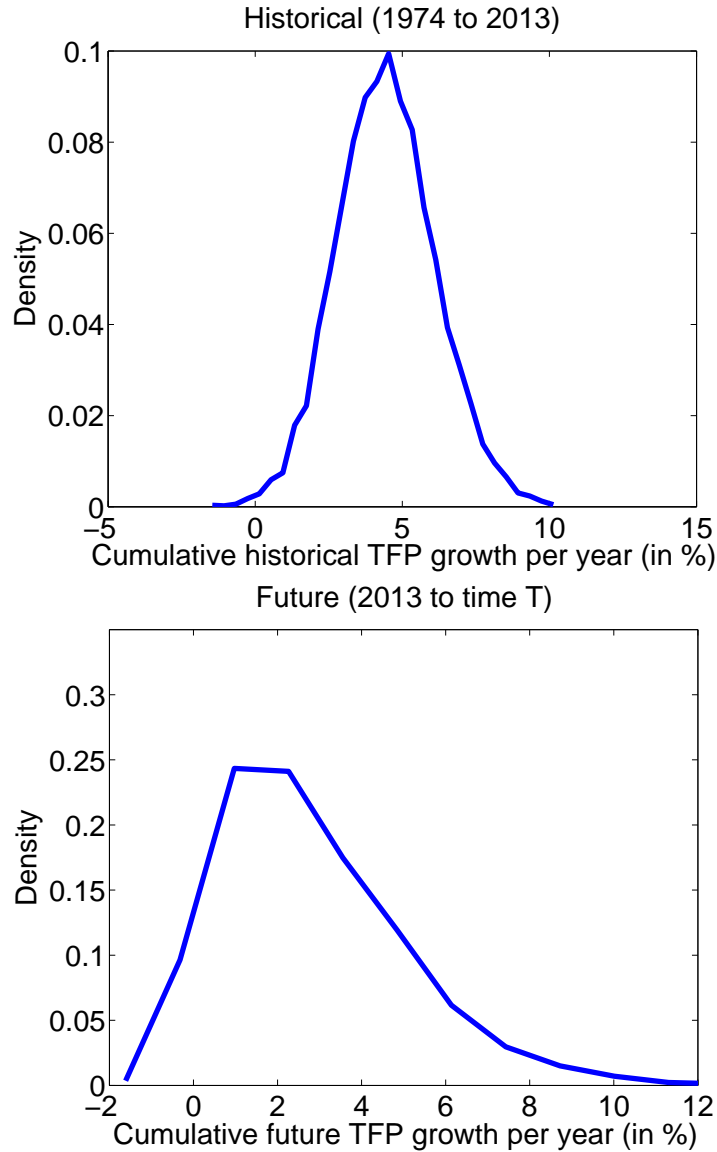 Historical (1974 to 2013)
0.1
0.08
0.06
0.04
0.02
0
Density
−5 0 5 10 15
Cumulative historical TFP growth per year (in %)
Future (2013 to time T)
0.3
0.25
0.2
0.15
0.1
0.05
0
Density
−2 0 2 4 6 8 10 12
Cumulative future TFP growth per year (in %)